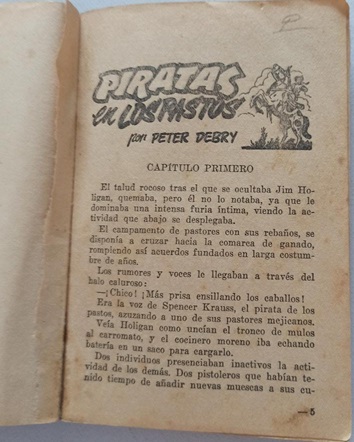 PIRATAS
en LOS PASTOS
por: PETER DEBRY
CAPÍTULO PRIMERO
El talud rocoso tras el que se ocultaba Jim Ho-
ligan, quemaba, pero él no lo notaba, ya que le
dominaba una intensa furia íntima, viendo la ac-
tividad que abajo se desplegaba.
El campamento de pastores con sus rebaños, se
disponía a cruzar hacia la comarca de ganado,
rompiendo así acuerdos fundados en larga costum-
bre de años.
Los rumores y voces le llegaban a través del
halo caluroso:
—¡Chico! ¡Más prisa ensillando los caballos!
Era la voz de Spencer Krauss, el pirata de los
pastos, azuzando a uno de sus pastores mejicanos.
Veía Holigan como uncían el tronco de mulos
al carromato, y el cocinero moreno iba echando
batería en un saco para cargarlo.
Dos individuos presenciaban inactivos la acti-
vidad de los demás. Dos pistoleros que habían te-
nido tiempo de añadir nuevas muescas a sus cu-
— 5